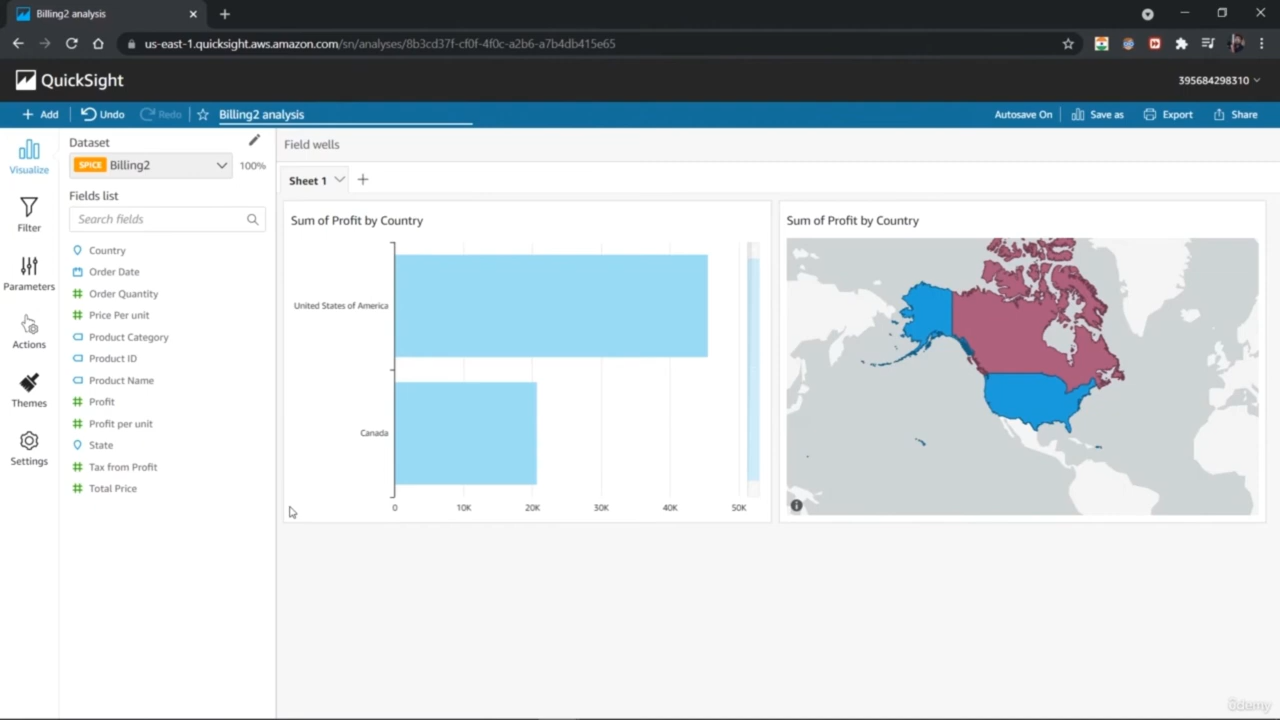 Billing2 analysis
us-east-1.quicksight.aws.amazon.com/sn/analyses/8b3cd37f-cf0f-4f0c-a2b6-a7b4db415e65
QuickSight
395684298310
Add
Undo
Redo
Billing2 analysis
Autosave On
Save as
Export
Share
Visualize
Filter
Parameters
Actions
Themes
Settings
Dataset
SPICE Billing2 100%
Fields list
Search fields
Country
Order Date
Order Quantity
Price Per unit
Product Category
Product ID
Product Name
Profit
Profit per unit
State
Tax from Profit
Total Price
Field wells
Sheet 1
Sum of Profit by Country
United States of America
Canada
0 10K 20K 30K 40K 50K
Sum of Profit by Country
ûdemy